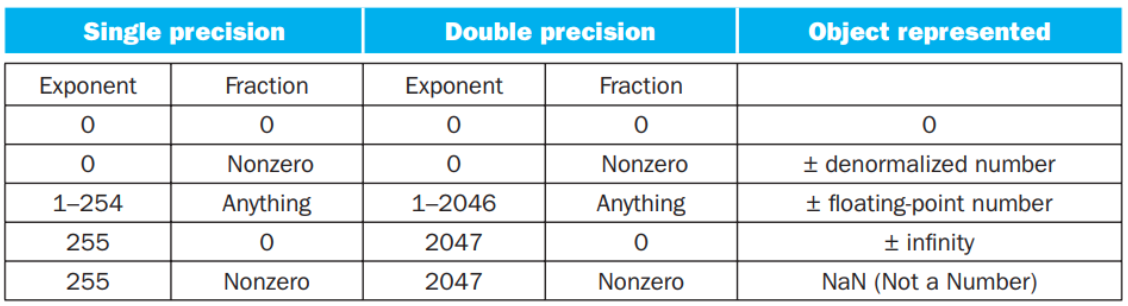 Single precision Double precision Object represented
Exponent Fraction Exponent Fraction
0 0 0 0 0
0 Nonzero 0 Nonzero ± denormalized number
1–254 Anything 1–2046 Anything ± floating-point number
255 0 2047 0 ± infinity
255 Nonzero 2047 Nonzero NaN (Not a Number)